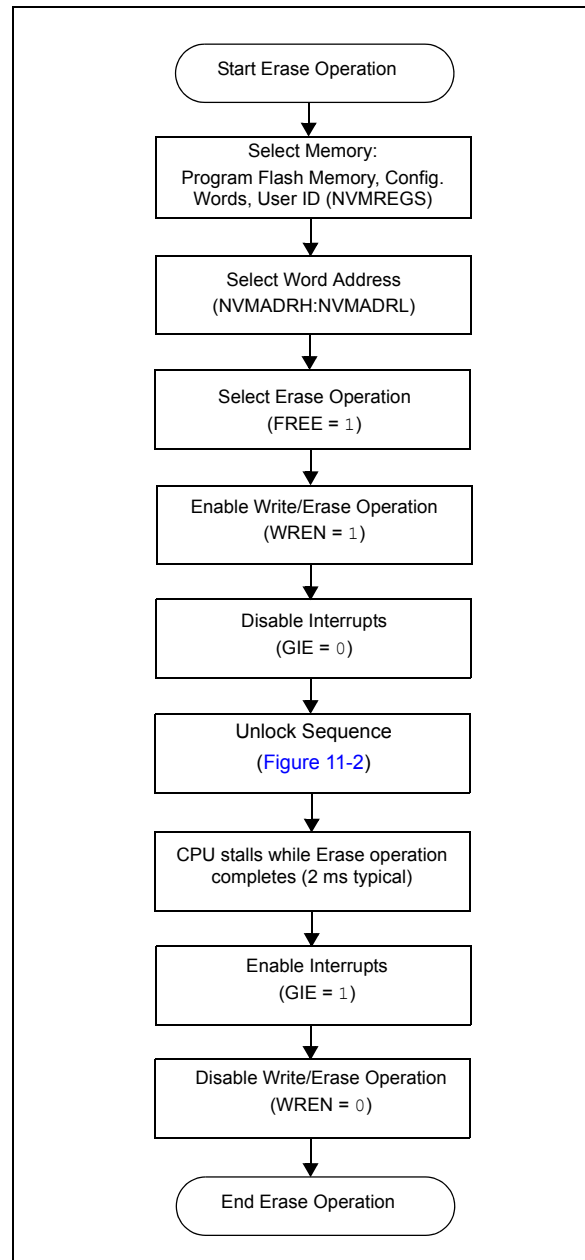 Start Erase Operation
Select Memory:
Program Flash Memory, Config.
Words, User ID (NVMREGS)
Select Word Address
(NVMADRH:NVMADRL)
Select Erase Operation
(FREE = 1)
Enable Write/Erase Operation
(WREN = 1)
Disable Interrupts
(GIE = 0)
Unlock Sequence
(Figure 11-2)
CPU stalls while Erase operation
completes (2 ms typical)
Enable Interrupts
(GIE = 1)
Disable Write/Erase Operation
(WREN = 0)
End Erase Operation